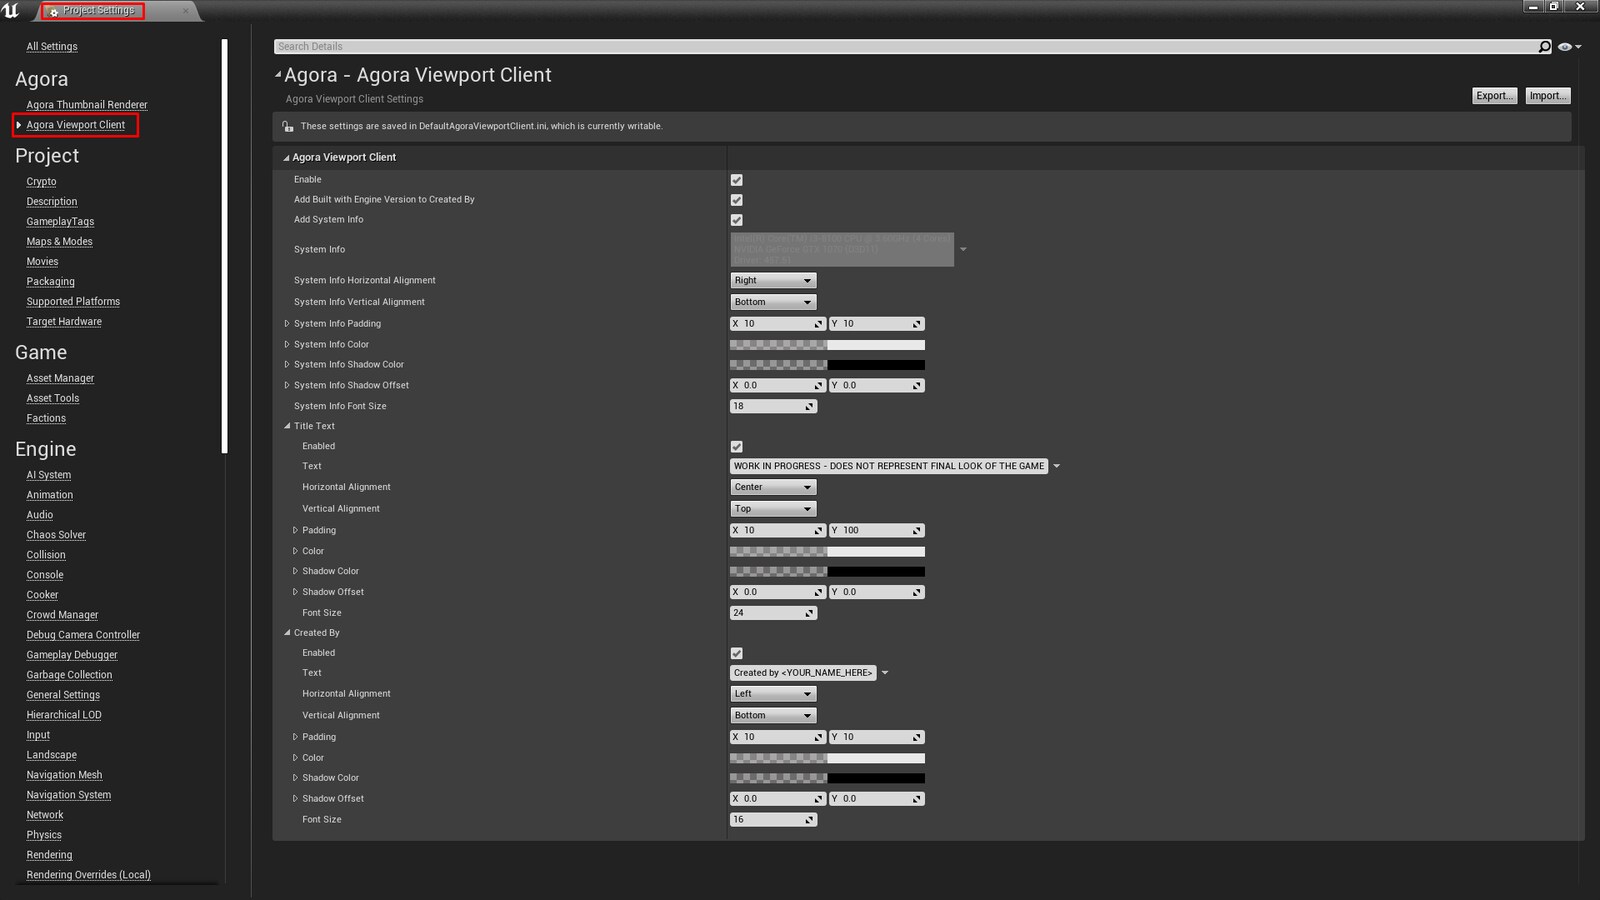 Project Settings
All Settings
Agora
Agora Thumbnail Renderer
Agora Viewport Client
Project
Crypto
Description
GameplayTags
Maps & Modes
Movies
Packaging
Supported Platforms
Target Hardware
Game
Asset Manager
Asset Tools
Factions
Engine
AI System
Animation
Audio
Chaos Solver
Collision
Console
Cooker
Crowd Manager
Debug Camera Controller
Gameplay Debugger
Garbage Collection
General Settings
Hierarchical LOD
Input
Landscape
Navigation Mesh
Navigation System
Network
Physics
Rendering
Rendering Overrides (Local)
Search Details
Agora - Agora Viewport Client
Agora Viewport Client Settings
Export... Import...
These settings are saved in DefaultAgoraViewportClient.ini, which is currently writable.
Agora Viewport Client
Enable
Add Built with Engine Version to Created By
Add System Info
System Info
System Info Horizontal Alignment Right
System Info Vertical Alignment Bottom
System Info Padding X 10 Y 10
System Info Color
System Info Shadow Color
System Info Shadow Offset X 0.0 Y 0.0
System Info Font Size 18
Title Text
Enabled
Text WORK IN PROGRESS - DOES NOT REPRESENT FINAL LOOK OF THE GAME
Horizontal Alignment Center
Vertical Alignment Top
Padding X 10 Y 100
Color
Shadow Color
Shadow Offset X 0.0 Y 0.0
Font Size 24
Created By
Enabled
Text Created by <YOUR_NAME_HERE>
Horizontal Alignment Left
Vertical Alignment Bottom
Padding X 10 Y 10
Color
Shadow Color
Shadow Offset X 0.0 Y 0.0
Font Size 16